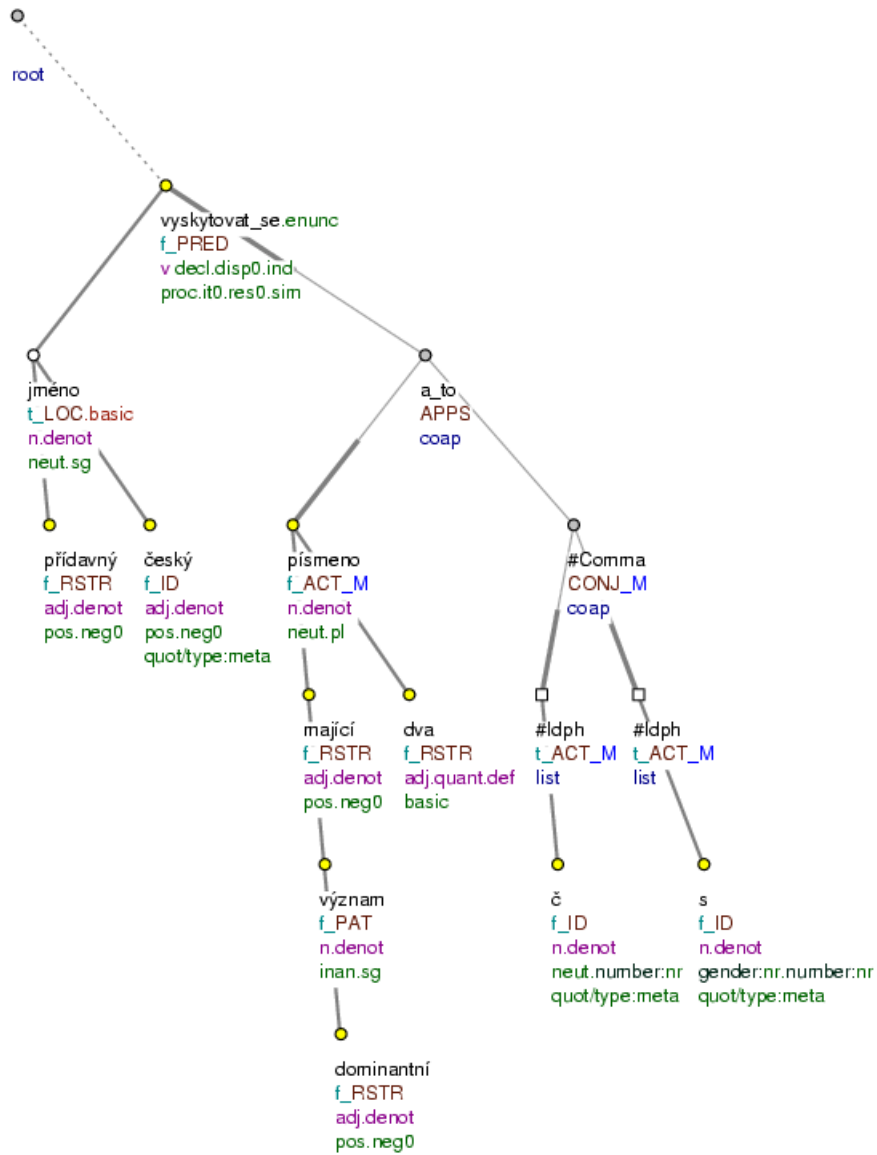 root
vyskytovat_se.enunc
f_PRED
v decl.disp0.ind
proc.it0.res0.sim
jméno
t_LOC.basic
n.denot
neut.sg
a_to
APPS
coap
přídavný
f_RSTR
adj.denot
pos.neg0
český
f_ID
adj.denot
pos.neg0
quot/type:meta
písmeno
f_ACT_M
n.denot
neut.pl
#Comma
CONJ_M
coap
mající
f_RSTR
adj.denot
pos.neg0
dva
f_RSTR
adj.quant.def
basic
#Idph
t_ACT_M
list
#Idph
t_ACT_M
list
význam
f_PAT
n.denot
inan.sg
č
f_ID
n.denot
neut.number:nr
quot/type:meta
s
f_ID
n.denot
gender:nr.number:nr
quot/type:meta
dominantní
f_RSTR
adj.denot
pos.neg0